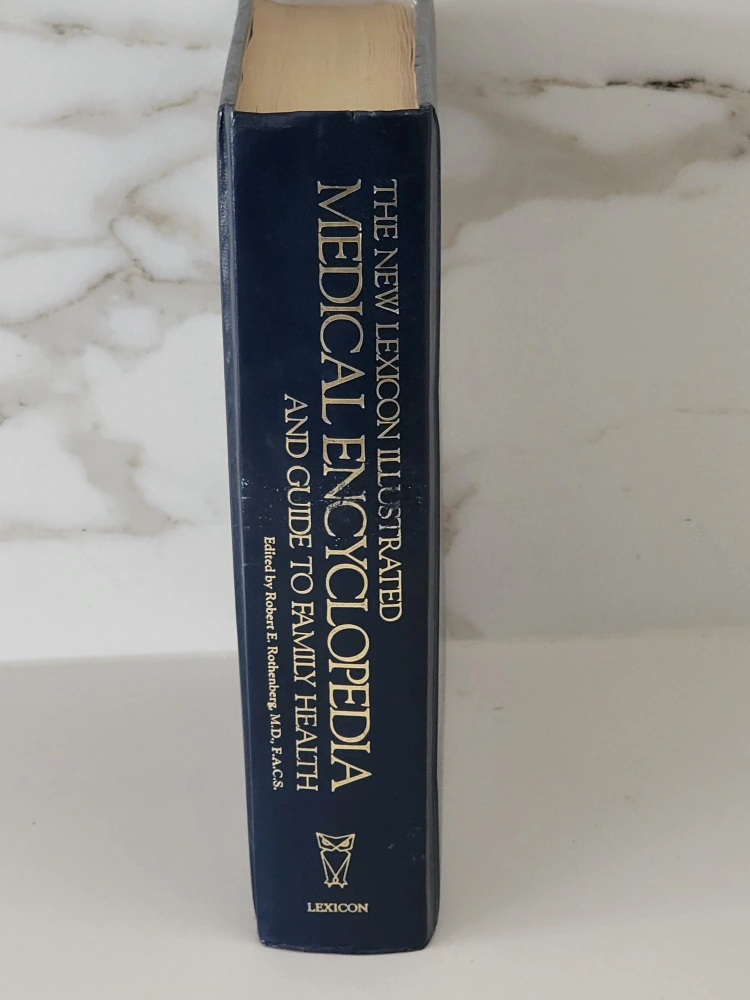 THE NEW LEXICON ILLUSTRATED
MEDICAL ENCYCLOPEDIA
AND GUIDE TO FAMILY HEALTH
Edited by Robert E. Rothenberg, M.D., F.A.C.S.
LEXICON